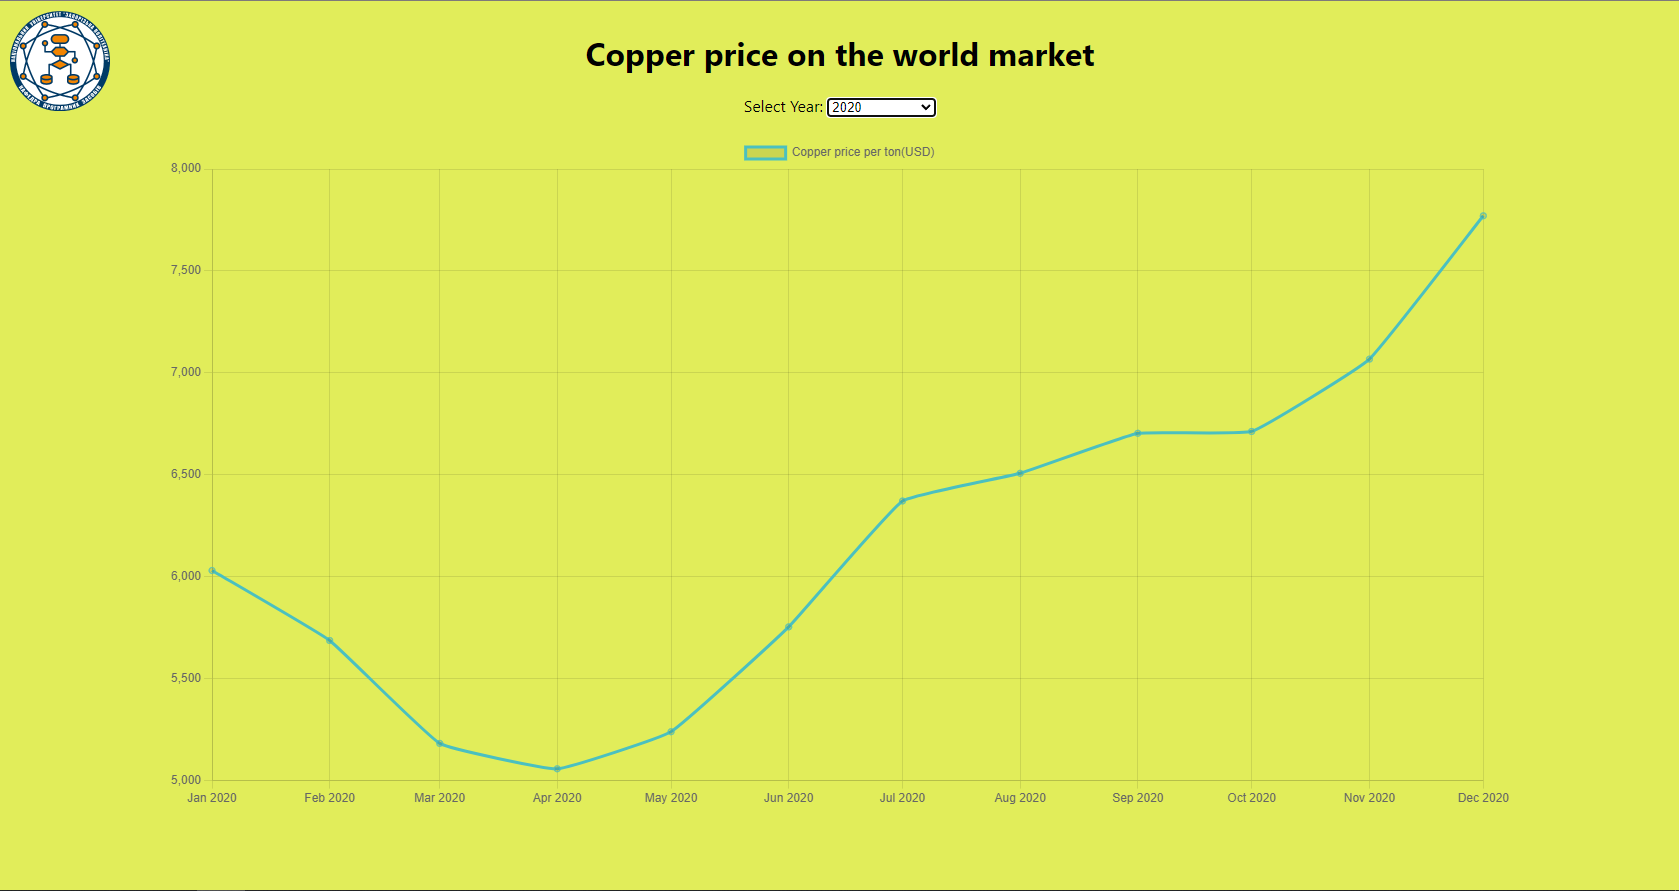 Copper price on the world market
Select Year: 2020
Copper price per ton(USD)
8,000
7,500
7,000
6,500
6,000
5,500
5,000
Jan 2020 Feb 2020 Mar 2020 Apr 2020 May 2020 Jun 2020 Jul 2020 Aug 2020 Sep 2020 Oct 2020 Nov 2020 Dec 2020